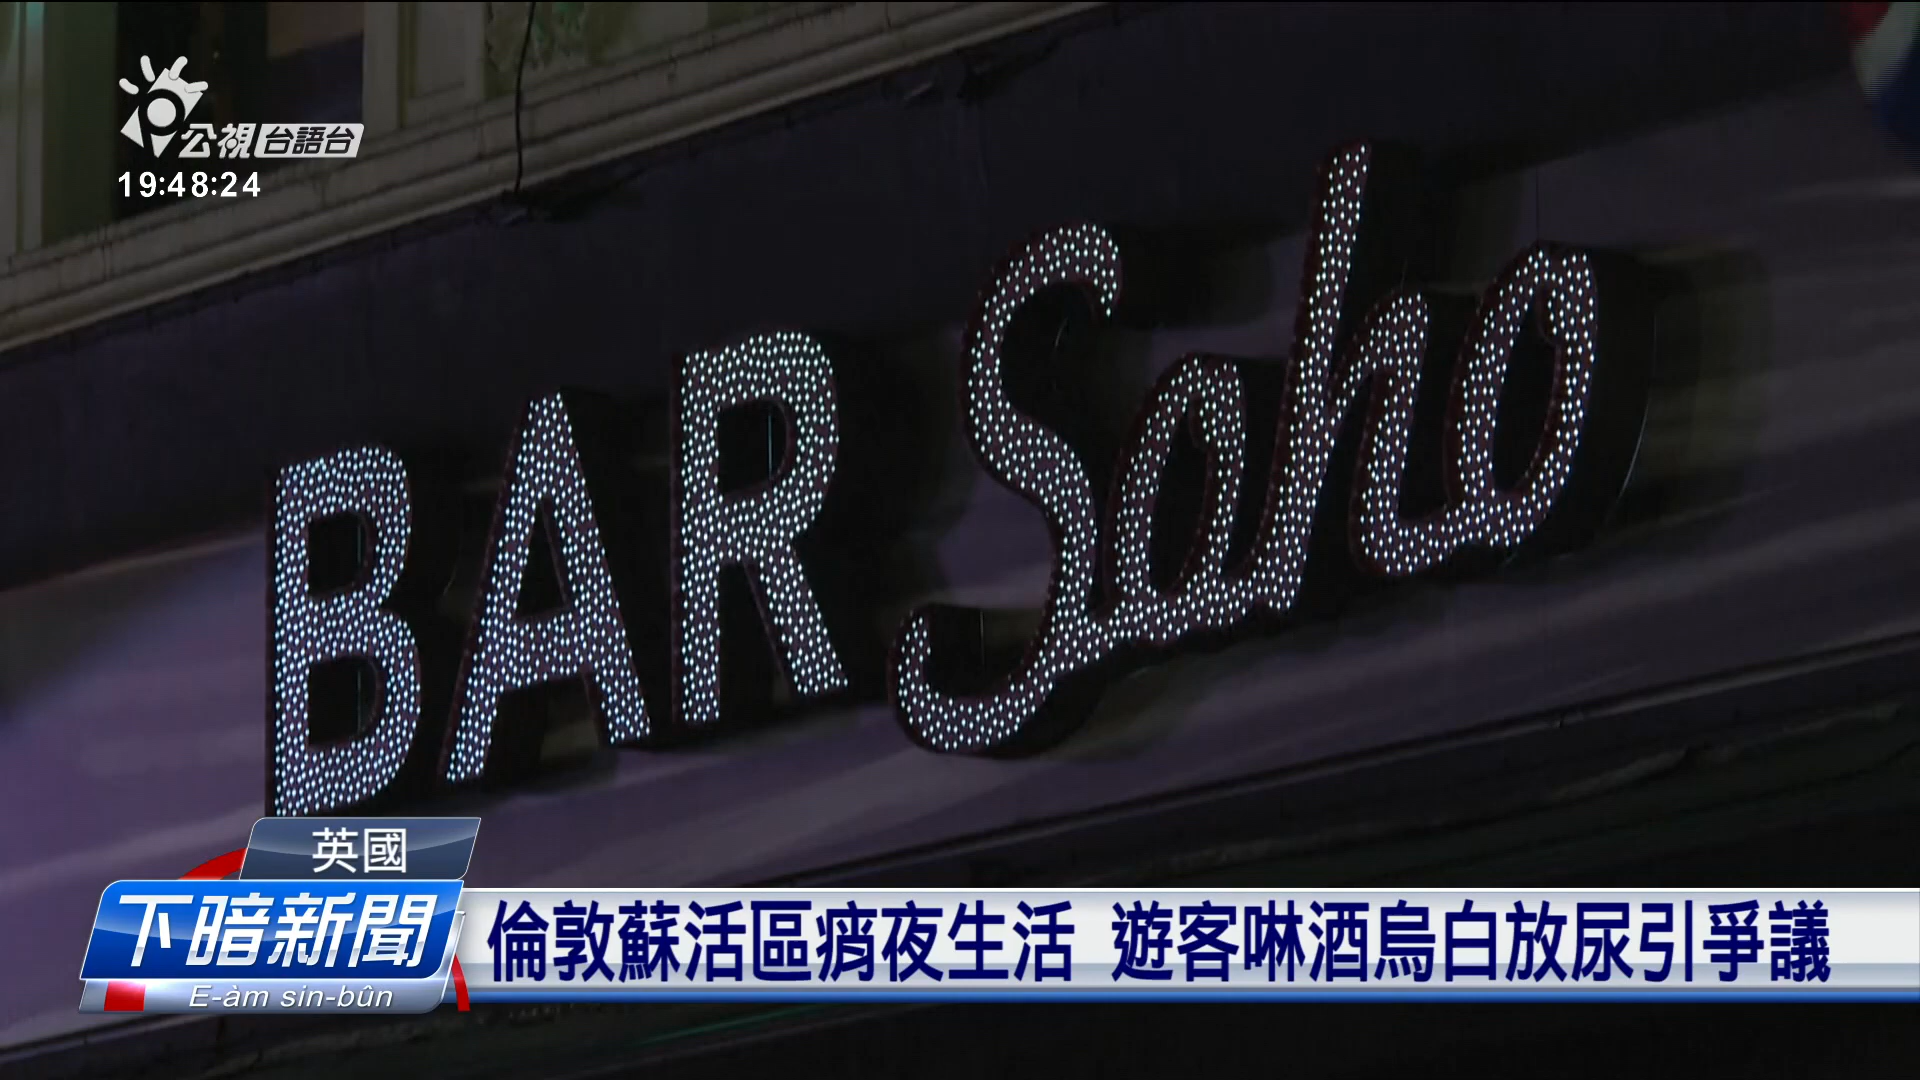 公視台語台
19:48:24
BAR Soho
英國
下暗新聞
E-àm sin-bûn
倫敦蘇活區痟夜生活 遊客啉酒烏白放尿引爭議